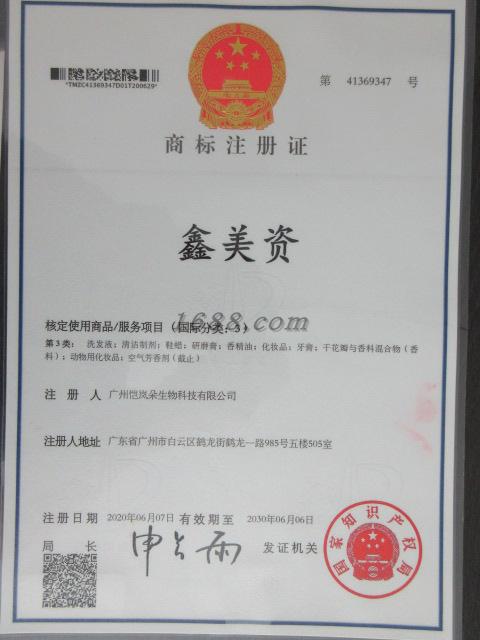 *TMZC41369347D01T200629*
第 41369347 号
商标注册证
鑫美资
核定使用商品/服务项目（国际分类：3）
1688.com
第3类：洗发液；清洁制剂；鞋蜡；研磨膏；香精油；化妆品；牙膏；干花瓣与香料混合物（香
料）；动物用化妆品；空气芳香剂（截止）
注册人 广州恺岚朵生物科技有限公司
注册人地址 广东省广州市白云区鹤龙街鹤龙一路985号五楼505室
注册日期 2020年06月07日 有效期至 2030年06月06日
局长 申长雨 发证机关
国家知识产权局